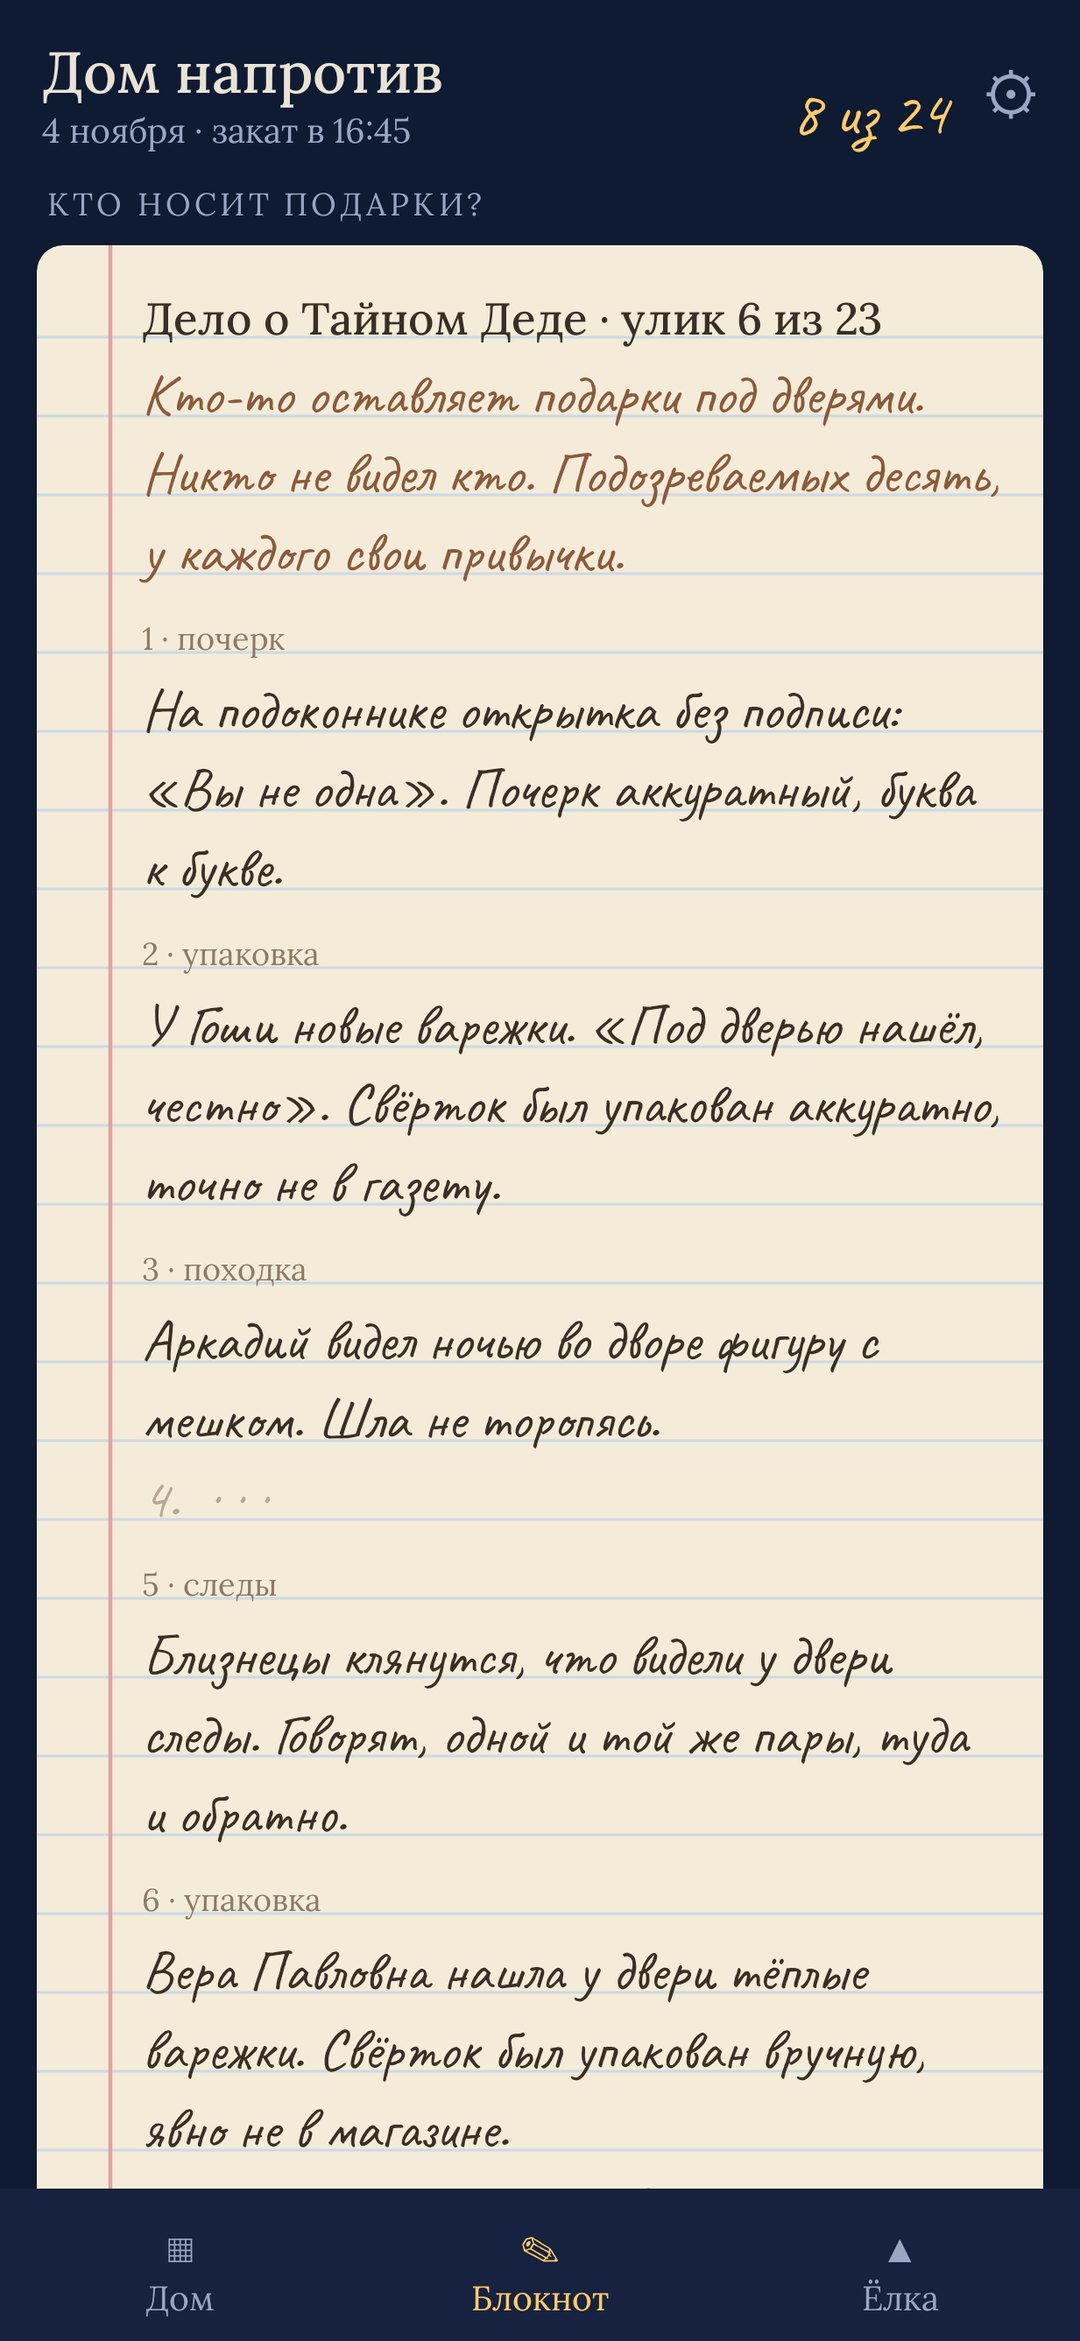 Дом напротив
4 ноября · закат в 16:45
8 из 24
КТО НОСИТ ПОДАРКИ?
Дело о Тайном Деде · улик 6 из 23
Кто-то оставляет подарки под дверями.
Никто не видел кто. Подозреваемых десять,
у каждого свои привычки.
1 · почерк
На подоконнике открытка без подписи:
«Вы не одна». Почерк аккуратный, буква
к букве.
2 · упаковка
У Гоши новые варежки. «Под дверью нашёл,
честно». Свёрток был упакован аккуратно,
точно не в газету.
3 · походка
Аркадий видел ночью во дворе фигуру с
мешком. Шла не торопясь.
4. ···
5 · следы
Близнецы клянутся, что видели у двери
следы. Говорят, одной и той же пары, туда
и обратно.
6 · упаковка
Вера Павловна нашла у двери тёплые
варежки. Свёрток был упакован вручную,
явно не в магазине.
Дом
Блокнот
Ёлка